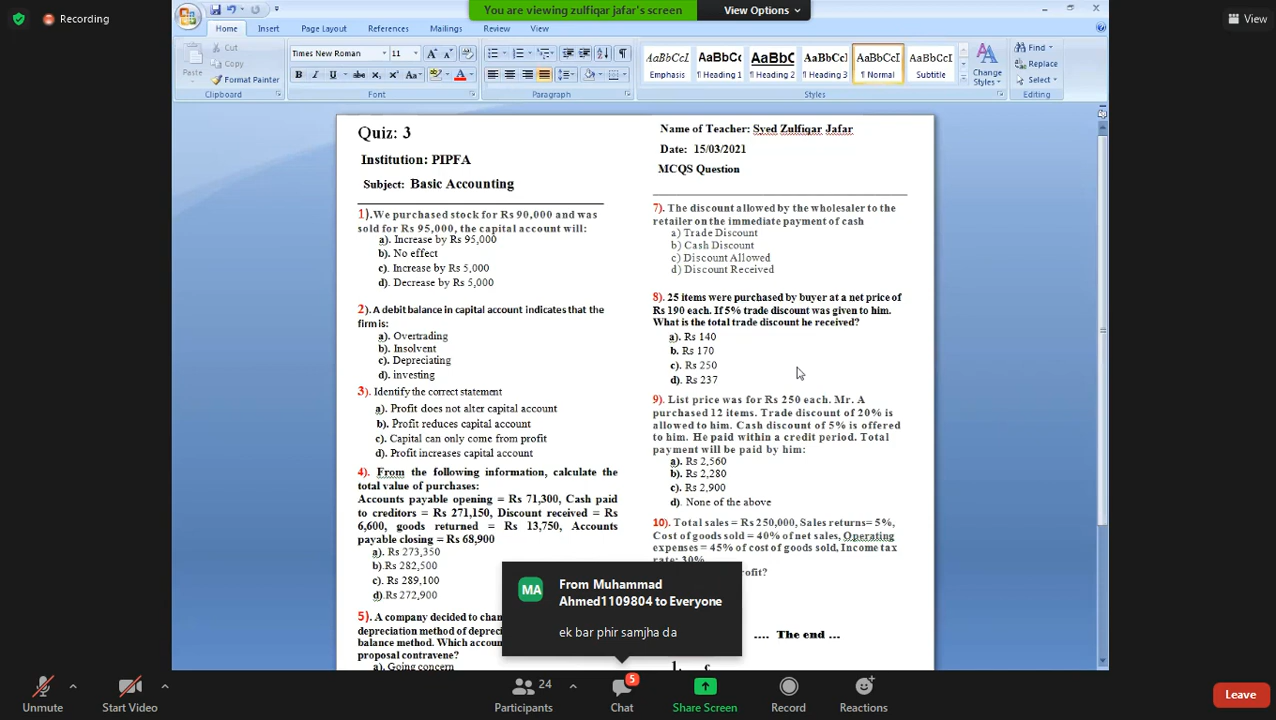 Recording
You are viewing zulfiqar jafar's screen
View Options
View
Home Insert Page Layout References Mailings Review View
Paste
Cut
Copy
Format Painter
Clipboard
Times New Roman 11
Font
Paragraph
AaBbCcI AaBbCc AaBbCc AaBbCcI AaBbCcI AaBbCcI
Emphasis ¶ Heading 1 ¶ Heading 2 ¶ Heading 3 ¶ Normal Subtitle
Change Styles
Styles
Find
Replace
Select
Editing
Quiz: 3
Institution: PIPFA
Subject: Basic Accounting
1).We purchased stock for Rs 90,000 and was
sold for Rs 95,000, the capital account will:
a). Increase by Rs 95,000
b). No effect
c). Increase by Rs 5,000
d). Decrease by Rs 5,000
2). A debit balance in capital account indicates that the
firm is:
a). Overtrading
b). Insolvent
c). Depreciating
d). investing
3). Identify the correct statement
a). Profit does not alter capital account
b). Profit reduces capital account
c). Capital can only come from profit
d). Profit increases capital account
4). From the following information, calculate the
total value of purchases:
Accounts payable opening = Rs 71,300, Cash paid
to creditors = Rs 271,150, Discount received = Rs
6,600, goods returned = Rs 13,750, Accounts
payable closing = Rs 68,900
a). Rs 273,350
b).Rs 282,500
c). Rs 289,100
d).Rs 272,900
5). A company decided to chan
depreciation method of depreci
balance method. Which accoun
proposal contravene?
a). Going concern
Name of Teacher: Syed Zulfiqar Jafar
Date: 15/03/2021
MCQS Question
7). The discount allowed by the wholesaler to the
retailer on the immediate payment of cash
a) Trade Discount
b) Cash Discount
c) Discount Allowed
d) Discount Received
8). 25 items were purchased by buyer at a net price of
Rs 190 each. If 5% trade discount was given to him.
What is the total trade discount he received?
a). Rs 140
b. Rs 170
c). Rs 250
d). Rs 237
9). List price was for Rs 250 each. Mr. A
purchased 12 items. Trade discount of 20% is
allowed to him. Cash discount of 5% is offered
to him. He paid within a credit period. Total
payment will be paid by him:
a). Rs 2,560
b). Rs 2,280
c). Rs 2,900
d). None of the above
10). Total sales = Rs 250,000, Sales returns= 5%,
Cost of goods sold = 40% of net sales, Operating
expenses = 45% of cost of goods sold, Income tax
rate: 30%
rofit?
.... The end ...
1. c
MA
From Muhammad
Ahmed1109804 to Everyone
ek bar phir samjha da
Unmute
Start Video
24
Participants
5
Chat
Share Screen
Record
Reactions
Leave